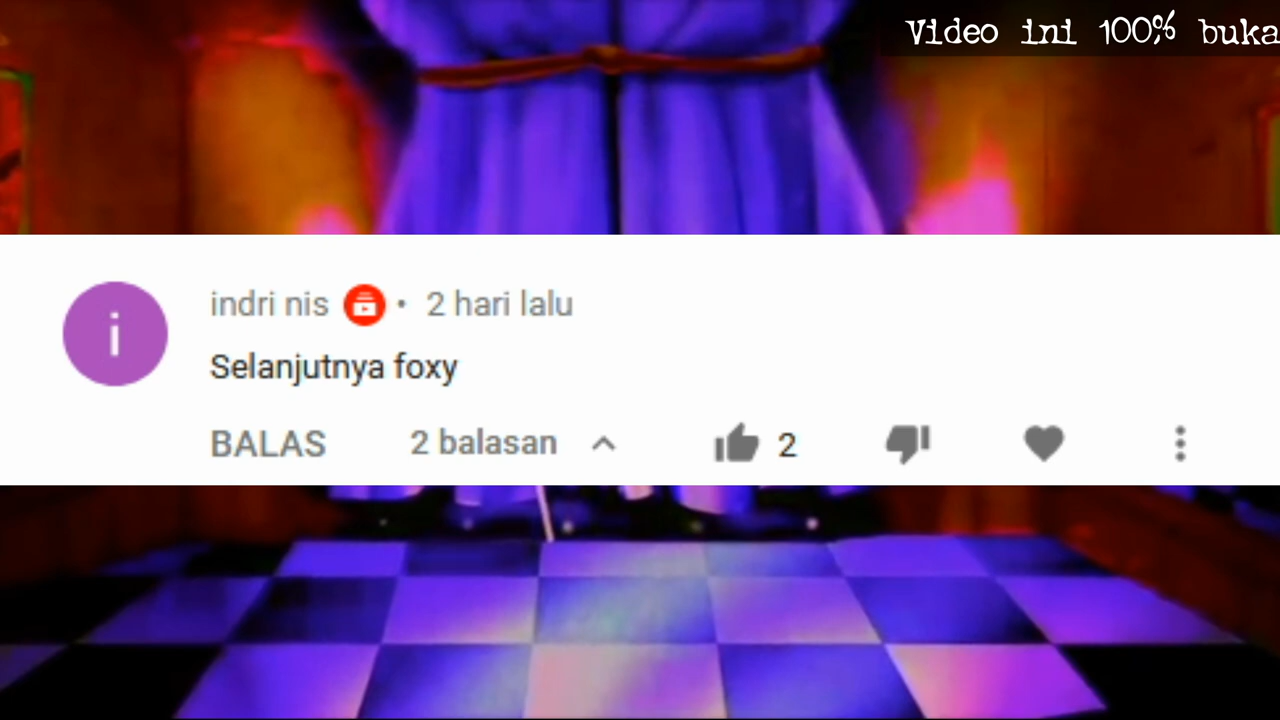 Video ini 100% buka
i
indri nis • 2 hari lalu
Selanjutnya foxy
BALAS 2 balasan 2